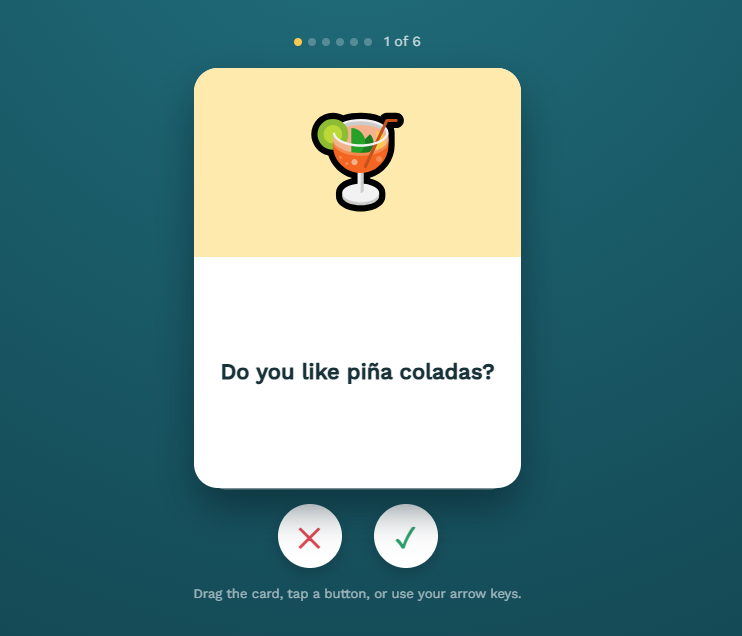 1 of 6
Do you like piña coladas?
Drag the card, tap a button, or use your arrow keys.